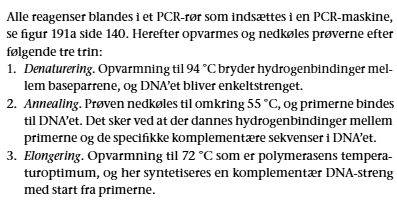 Alle reagenser blandes i et PCR-rør som indsættes i en PCR-maskine,
se figur 191a side 140. Herefter opvarmes og nedkøles prøverne efter
følgende tre trin:
1. Denaturering. Opvarmning til 94 °C bryder hydrogenbindinger mel-
lem baseparrene, og DNA'et bliver enkeltstrenget.
2. Annealing. Prøven nedkøles til omkring 55 °C, og primerne bindes
til DNA'et. Det sker ved at der dannes hydrogenbindinger mellem
primerne og de specifikke komplementære sekvenser i DNA'et.
3. Elongering. Opvarmning til 72 °C som er polymerasens tempera-
turoptimum, og her syntetiseres en komplementær DNA-streng
med start fra primerne.